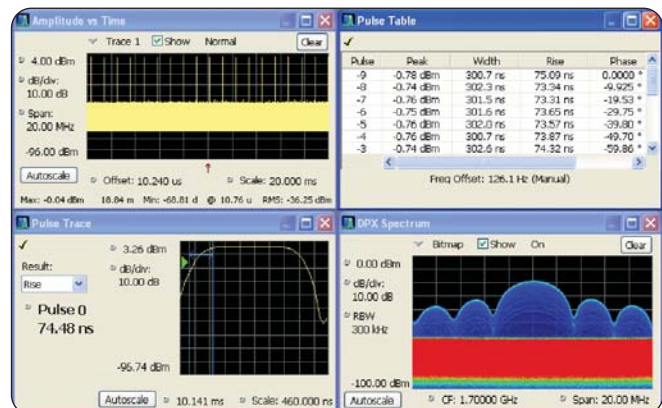 Amplitude vs Time
Trace 1 Show Normal Clear
4.00 dBm
dB/div:
10.00 dB
Span:
20.00 MHz
-96.00 dBm
Autoscale Offset: 10.240 us Scale: 20.000 ms
Max: -0.04 dBm 18.84 m Min: -68.81 d @ 10.76 u RMS: -36.25 dBm
Pulse Table
Pulse Peak Width Rise Phase
-9 -0.78 dBm 300.7 ns 75.09 ns 0.0000 °
-8 -0.74 dBm 302.3 ns 73.34 ns -9.925 °
-7 -0.76 dBm 301.5 ns 73.31 ns -19.53 °
-6 -0.75 dBm 301.6 ns 73.65 ns -29.75 °
-5 -0.76 dBm 302.0 ns 73.57 ns -39.80 °
-4 -0.76 dBm 300.7 ns 73.87 ns -49.70 °
-3 -0.74 dBm 302.6 ns 74.32 ns -59.86 °
Freq Offset: 126.1 Hz (Manual)
Pulse Trace
Result:
Rise
Pulse 0
74.48 ns
3.26 dBm
dB/div:
10.00 dB
-96.74 dBm
Autoscale 10.141 ms Scale: 460.000 ns
DPX Spectrum
Bitmap Show On Clear
0.00 dBm
dB/div:
10.00 dB
RBW
300 kHz
-100.00 dBm
Autoscale CF: 1.70000 GHz Span: 20.00 MHz